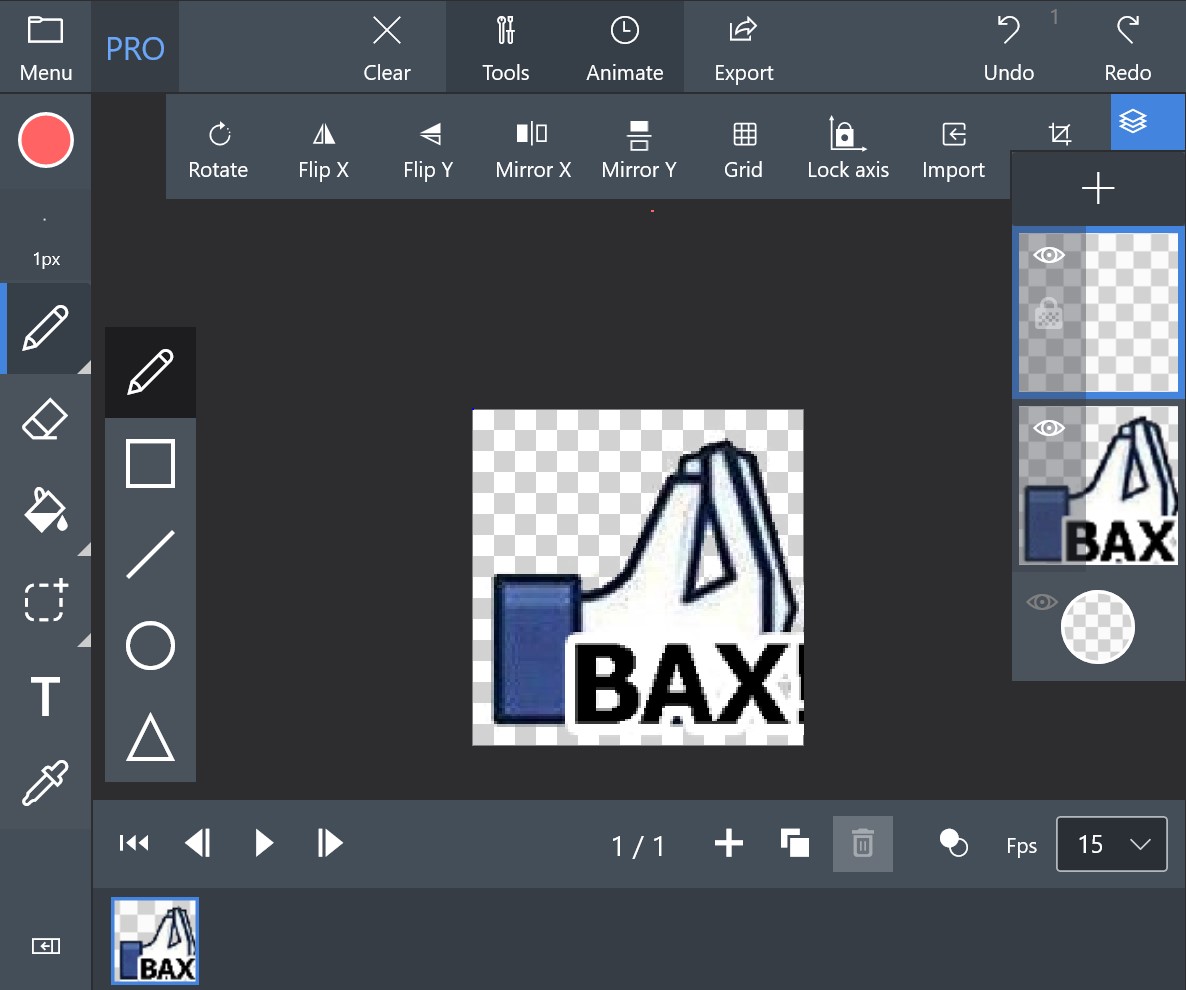 Menu
PRO
Clear
Tools
Animate
Export
Undo
1
Redo
Rotate
Flip X
Flip Y
Mirror X
Mirror Y
Grid
Lock axis
Import
1px
T
BAX!
BAX
1 / 1
Fps
15
BAX